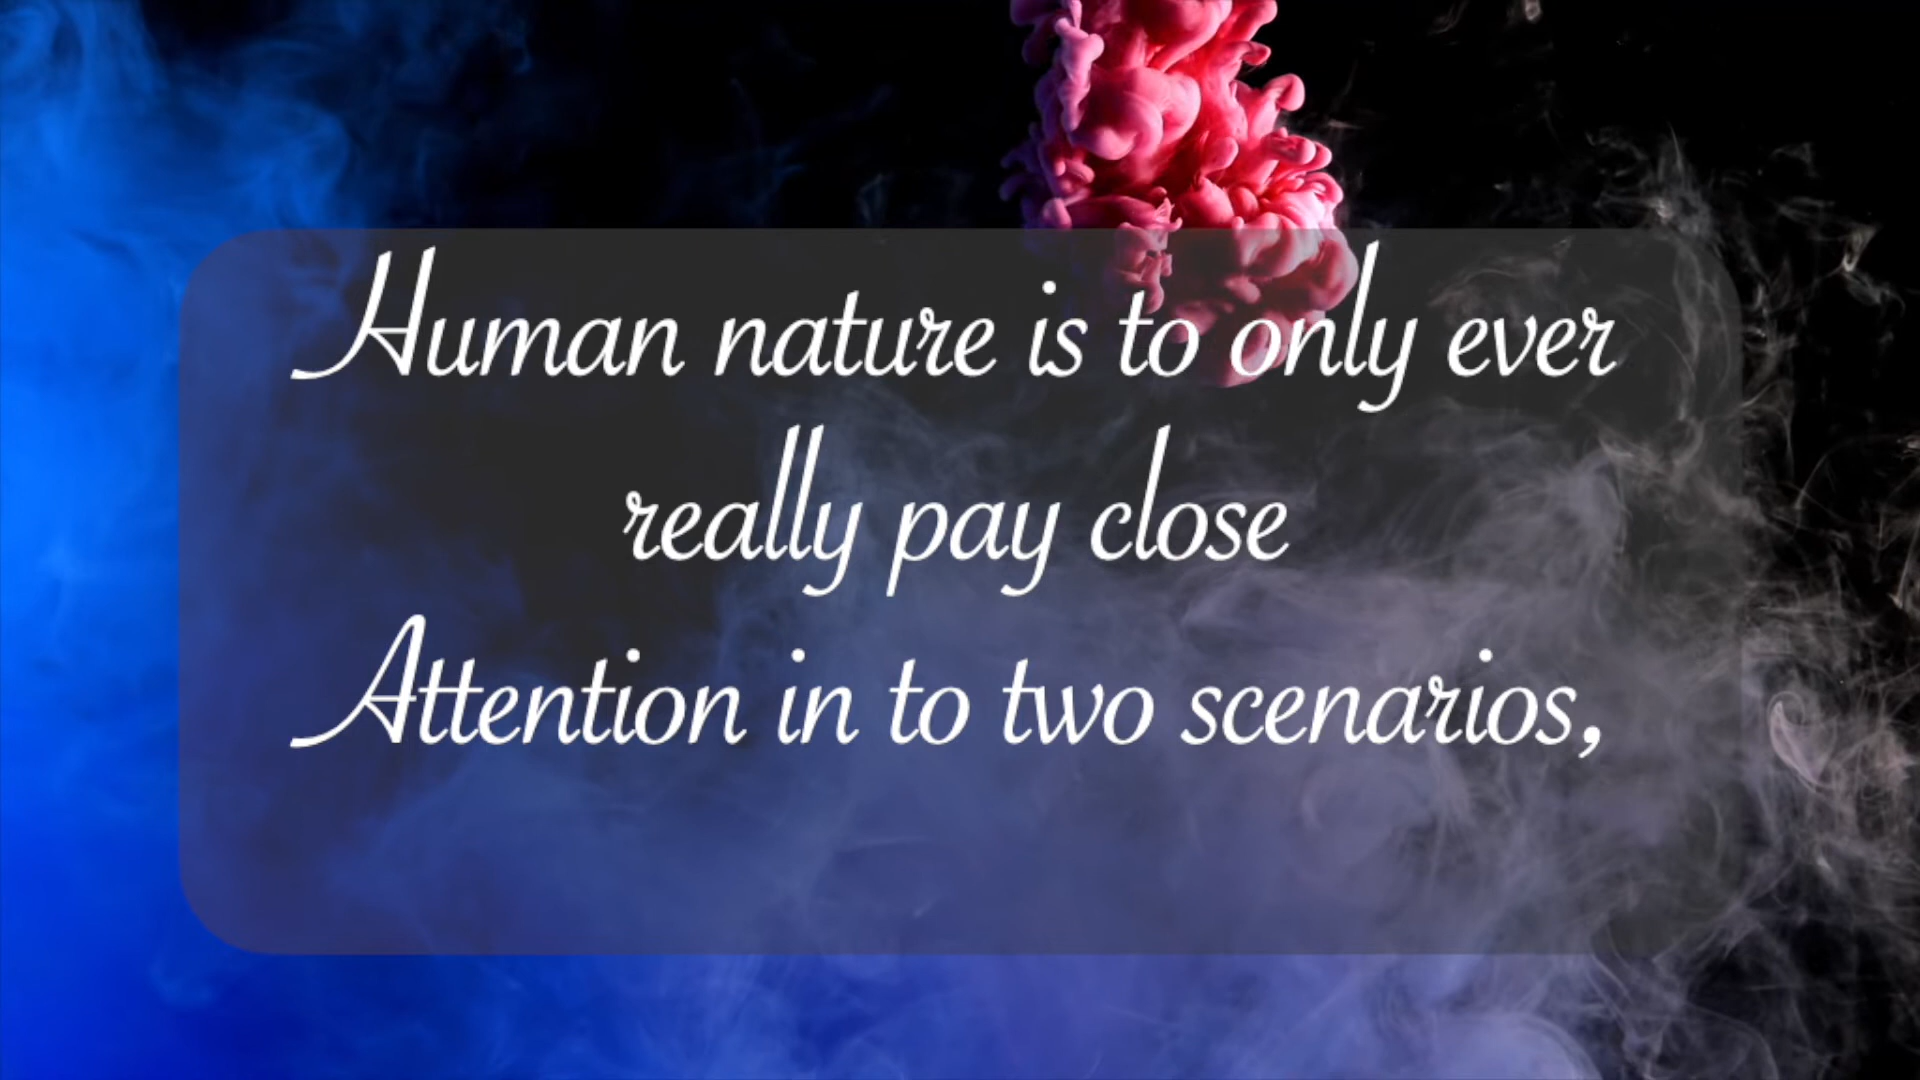 Human nature is to only ever
really pay close
Attention in to two scenarios,